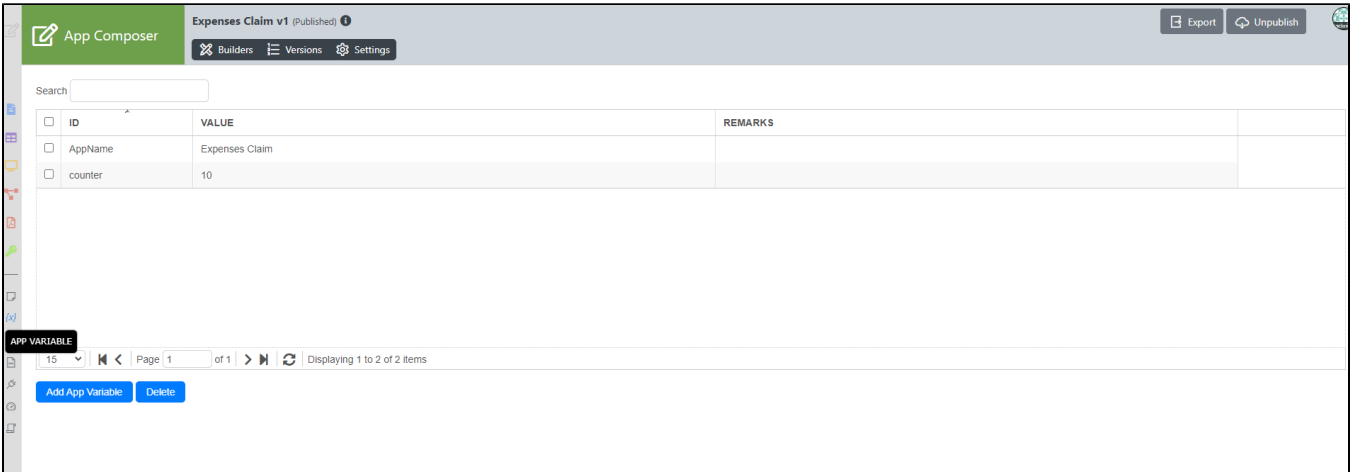 App Composer
Expenses Claim v1 (Published)
Export Unpublish
Builders Versions Settings
Search
ID VALUE REMARKS
AppName Expenses Claim
counter 10
{x}
APP VARIABLE
15 Page 1 of 1 Displaying 1 to 2 of 2 items
Add App Variable Delete